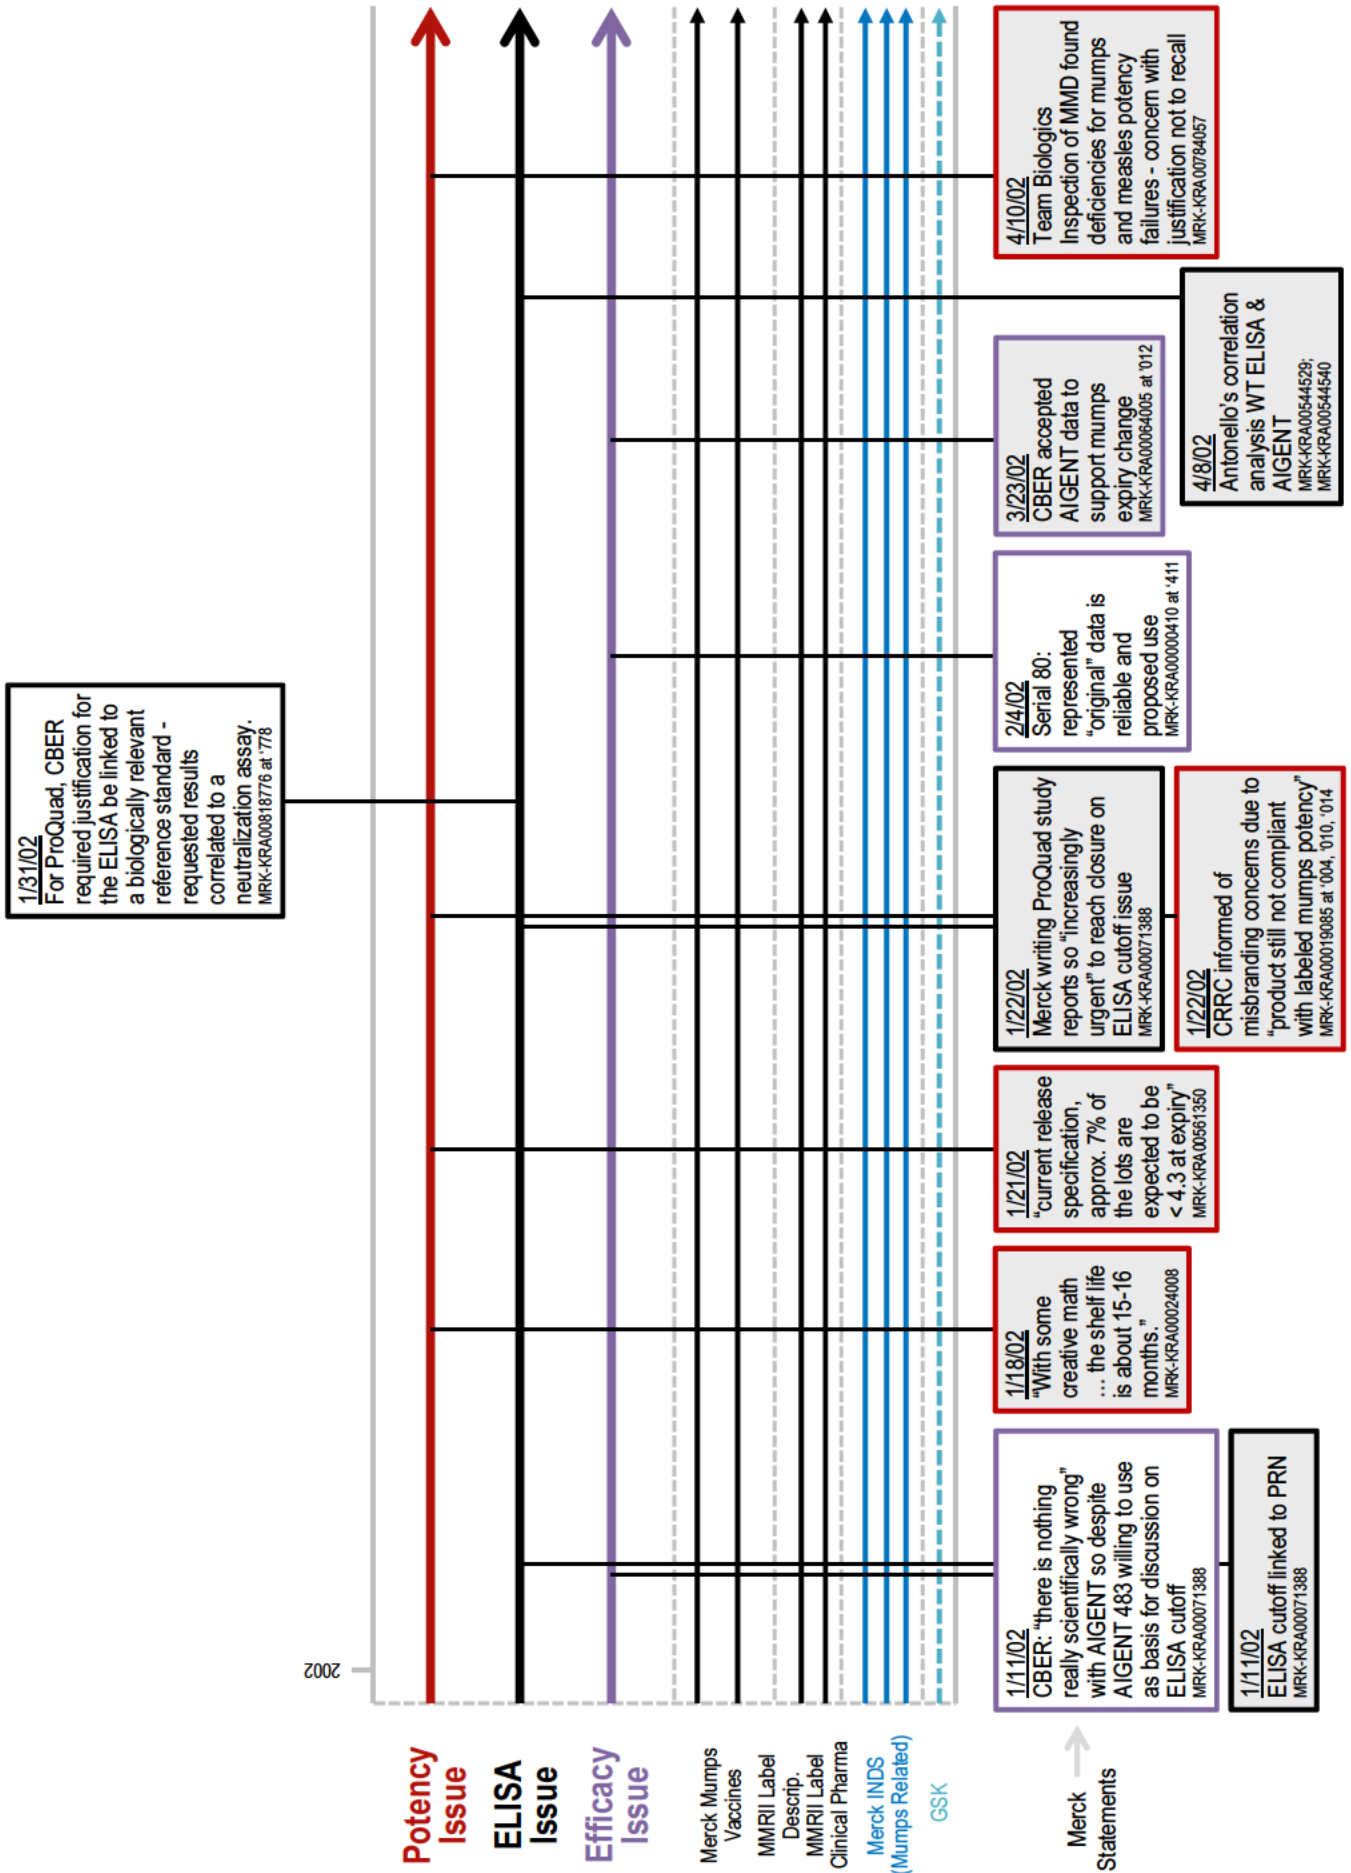 1/31/02
For ProQuad, CBER
required justification for
the ELISA be linked to
a biologically relevant
reference standard -
requested results
correlated to a
neutralization assay.
MRK-KRA00818776 at ‘778
2002
Potency
Issue
ELISA
Issue
Efficacy
Issue
Merck Mumps
Vaccines
MMRII Label
Descrip.
MMRII Label
Clinical Pharma
Merck INDS
(Mumps Related)
GSK
Merck
Statements
1/11/02
CBER: “there is nothing
really scientifically wrong”
with AIGENT so despite
AIGENT 483 willing to use
as basis for discussion on
ELISA cutoff
MRK-KRA00071388
1/11/02
ELISA cutoff linked to PRN
MRK-KRA00071388
1/18/02
“With some
creative math
… the shelf life
is about 15-16
months.”
MRK-KRA00024008
1/21/02
“current release
specification,
approx. 7% of
the lots are
expected to be
< 4.3 at expiry”
MRK-KRA00561350
1/22/02
Merck writing ProQuad study
reports so “increasingly
urgent” to reach closure on
ELISA cutoff issue
MRK-KRA00071388
1/22/02
CRRC informed of
misbranding concerns due to
“product still not compliant
with labeled mumps potency”
MRK-KRA00019085 at ‘004, ‘010, ‘014
2/4/02
Serial 80:
represented
“original” data is
reliable and
proposed use
MRK-KRA00000410 at ‘411
3/23/02
CBER accepted
AIGENT data to
support mumps
expiry change
MRK-KRA00064005 at ‘012
4/8/02
Antonello’s correlation
analysis WT ELISA &
AIGENT
MRK-KRA00544529;
MRK-KRA00544540
4/10/02
Team Biologics
Inspection of MMD found
deficiencies for mumps
and measles potency
failures - concern with
justification not to recall
MRK-KRA00784057